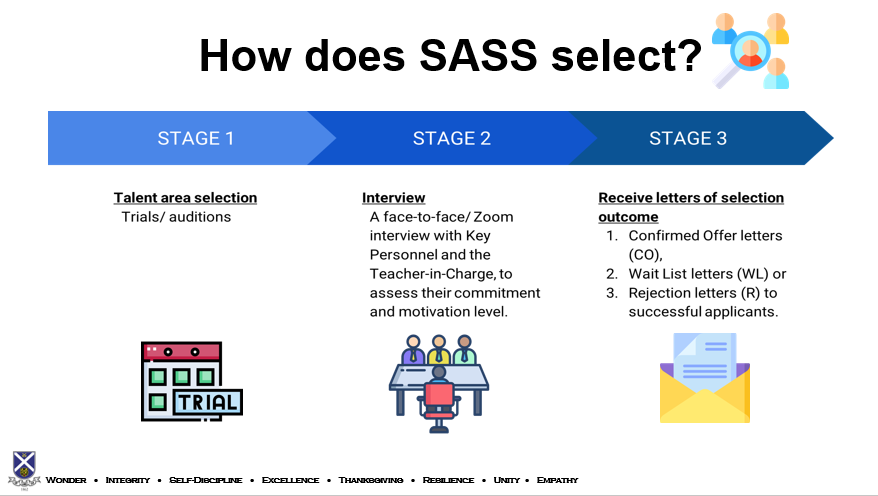 How does SASS select?
STAGE 1
STAGE 2
STAGE 3
Talent area selection
Trials/ auditions
Interview
A face-to-face/ Zoom
interview with Key
Personnel and the
Teacher-in-Charge, to
assess their commitment
and motivation level.
Receive letters of selection
outcome
1. Confirmed Offer letters
(CO),
2. Wait List letters (WL) or
3. Rejection letters (R) to
successful applicants.
TRIAL
Wonder • Integrity • Self-Discipline • Excellence • Thanksgiving • Resilience • Unity • Empathy